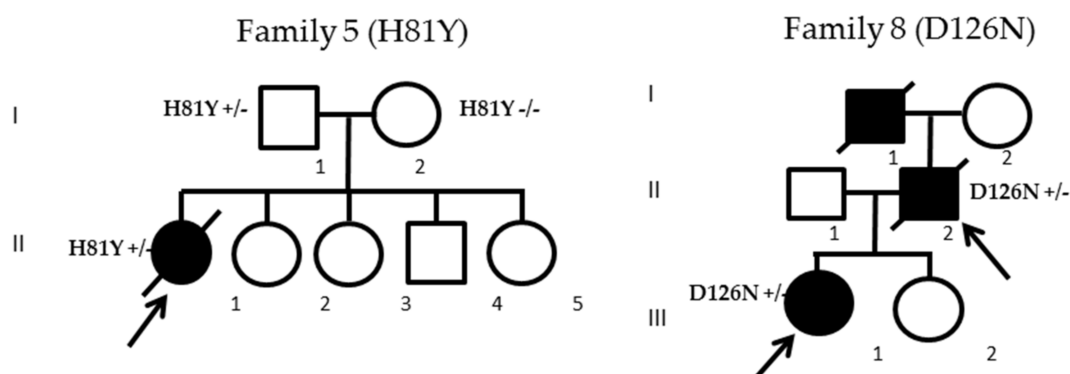 Family 5 (H81Y)
I
H81Y +/-
H81Y -/-
1
2
II
H81Y +/-
1
2
3
4
5
Family 8 (D126N)
I
1
2
II
D126N +/-
1
2
D126N +/-
III
1
2